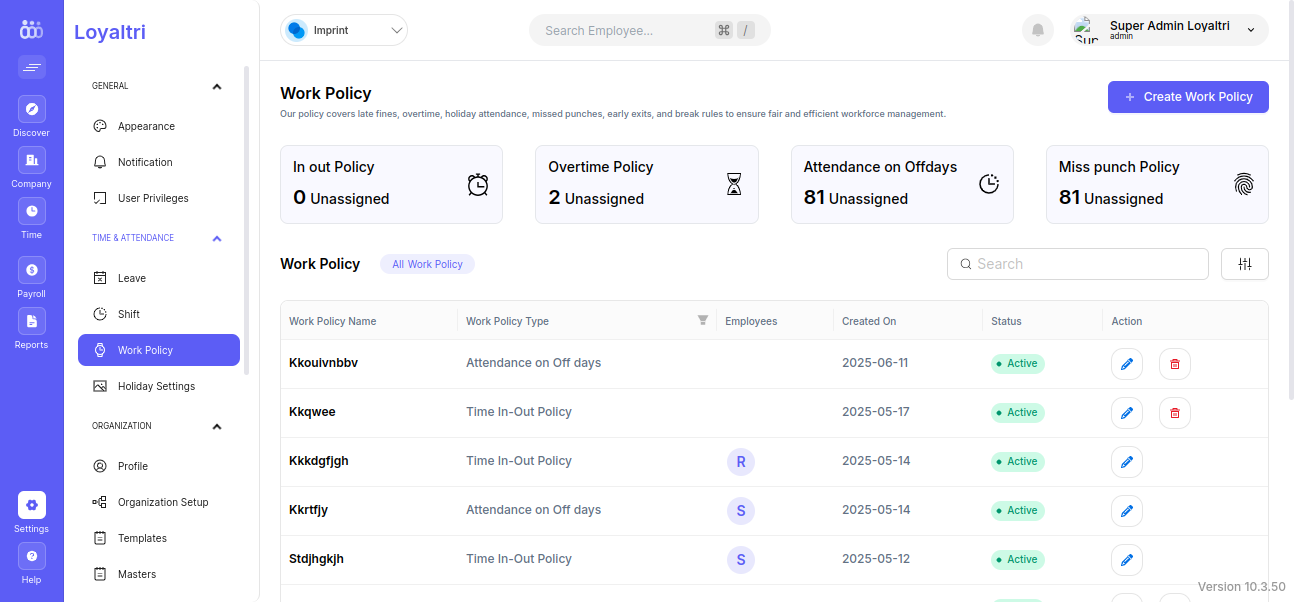 Loyaltri
Discover
Company
Time
Payroll
Reports
Settings
Help
GENERAL
Appearance
Notification
User Privileges
TIME & ATTENDANCE
Leave
Shift
Work Policy
Holiday Settings
ORGANIZATION
Profile
Organization Setup
Templates
Masters
Imprint
Search Employee...
⌘ /
Super Admin Loyaltri
admin
Work Policy
Our policy covers late fines, overtime, holiday attendance, missed punches, early exits, and break rules to ensure fair and efficient workforce management.
+ Create Work Policy
In out Policy
0 Unassigned
Overtime Policy
2 Unassigned
Attendance on Offdays
81 Unassigned
Miss punch Policy
81 Unassigned
Work Policy
All Work Policy
Search
Work Policy Name Work Policy Type Employees Created On Status Action
Kkouivnbbv Attendance on Off days 2025-06-11 Active
Kkqwee Time In-Out Policy 2025-05-17 Active
Kkkdgfjgh Time In-Out Policy R 2025-05-14 Active
Kkrtfjy Attendance on Off days S 2025-05-14 Active
Stdjhgkjh Time In-Out Policy S 2025-05-12 Active
Version 10.3.50